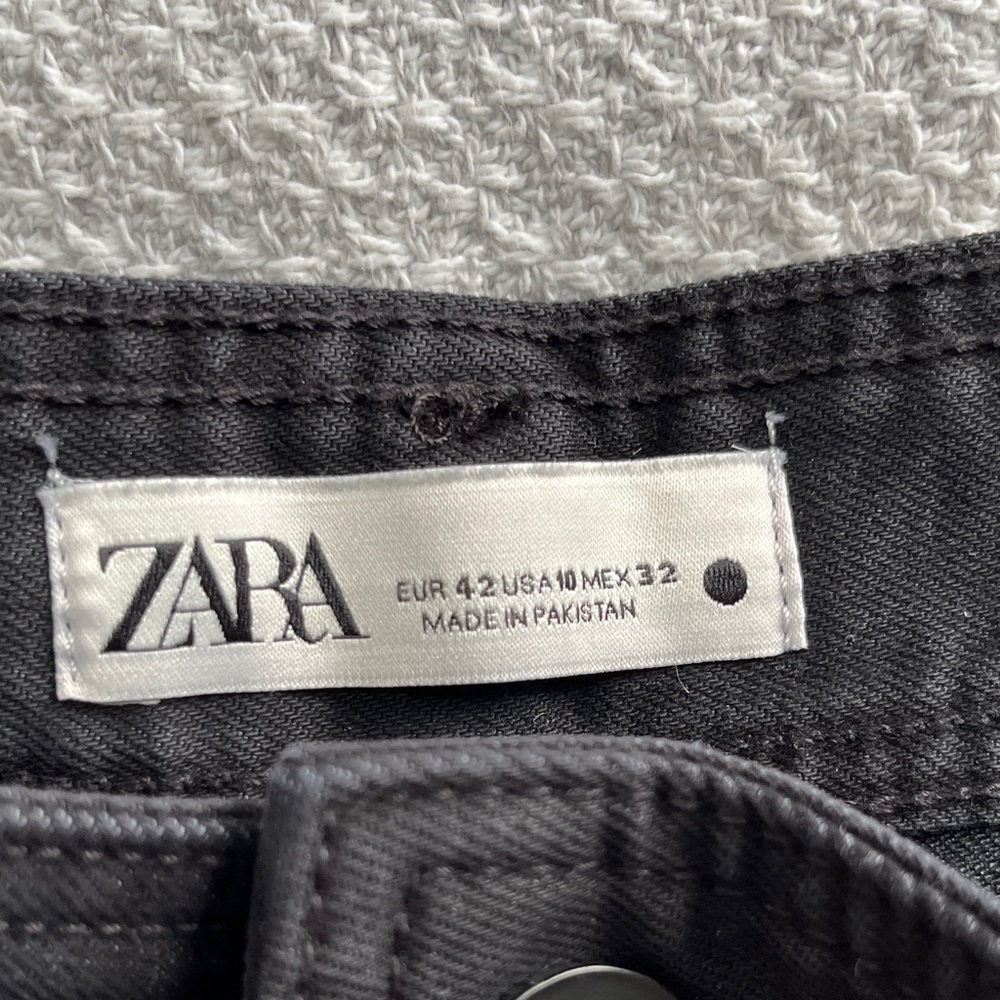 ZARA
EUR 42 USA 10 MEX 32
MADE IN PAKISTAN